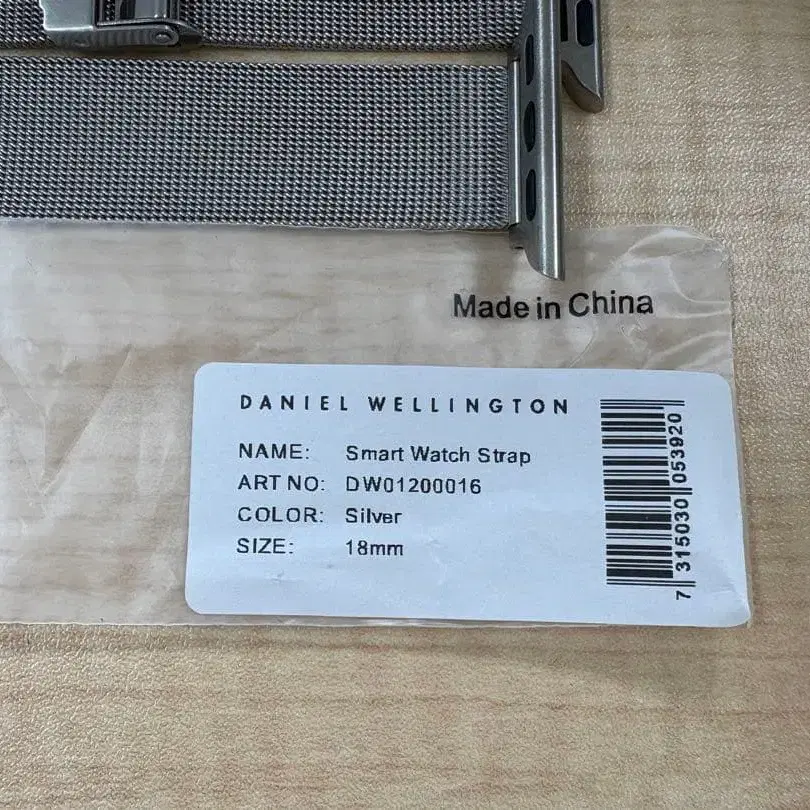 Made in China
DANIEL WELLINGTON
NAME: Smart Watch Strap
ART NO: DW01200016
COLOR: Silver
SIZE: 18mm
7 315030 053920